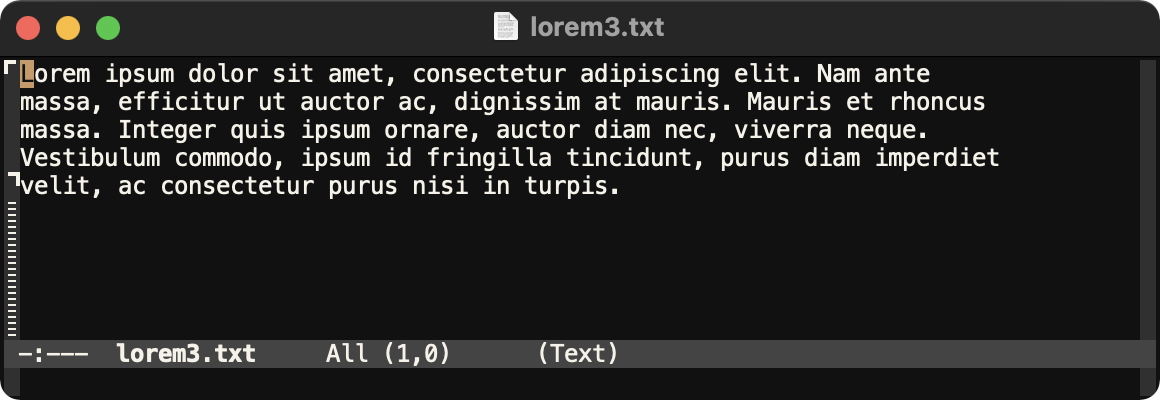 lorem3.txt
Lorem ipsum dolor sit amet, consectetur adipiscing elit. Nam ante
massa, efficitur ut auctor ac, dignissim at mauris. Mauris et rhoncus
massa. Integer quis ipsum ornare, auctor diam nec, viverra neque.
Vestibulum commodo, ipsum id fringilla tincidunt, purus diam imperdiet
velit, ac consectetur purus nisi in turpis.
-:--- lorem3.txt All (1,0) (Text)